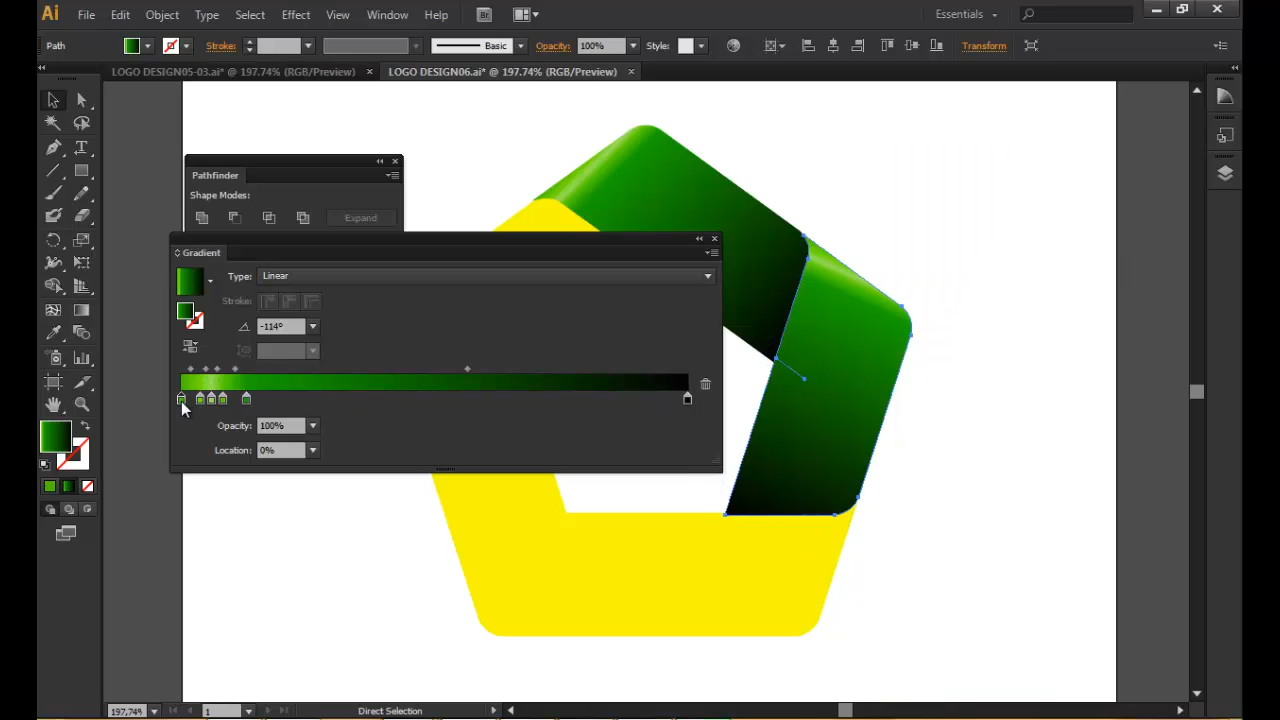 Ai File Edit Object Type Select Effect View Window Help Br Essentials
Path Stroke: Basic Opacity: 100% Style: Transform
LOGO DESIGN05-03.ai* @ 197.74% (RGB/Preview) × LOGO DESIGN06.ai* @ 197.74% (RGB/Preview) ×
Pathfinder
Shape Modes:
Expand
Gradient
Type: Linear
Stroke:
-114°
Opacity: 100%
Location: 0%
197,74% 1 Direct Selection